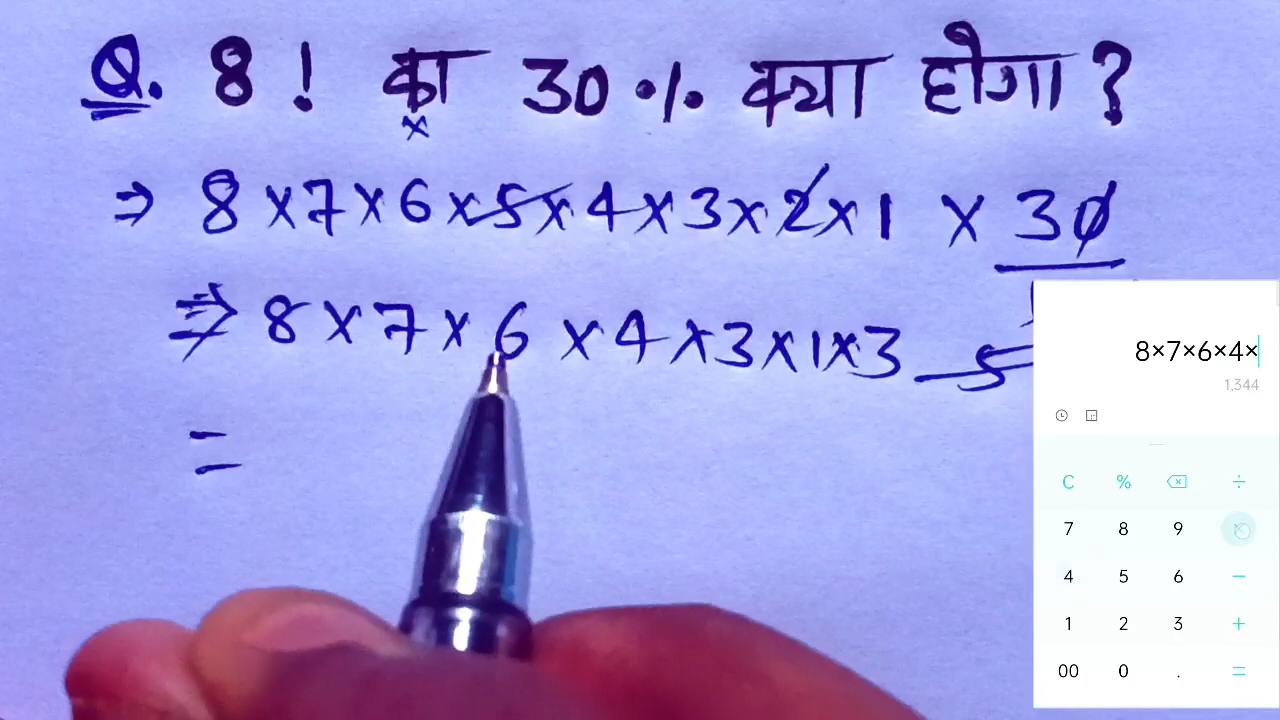 Q. 8! का 30% क्या होगा?
×
⇒ 8×7×6×5×4×3×2×1 × 30
⇒ 8×7×6×4×3×1×3
5
=
8×7×6×4×
1,344
C % ÷
7 8 9 ×
4 5 6 −
1 2 3 +
00 0 . =